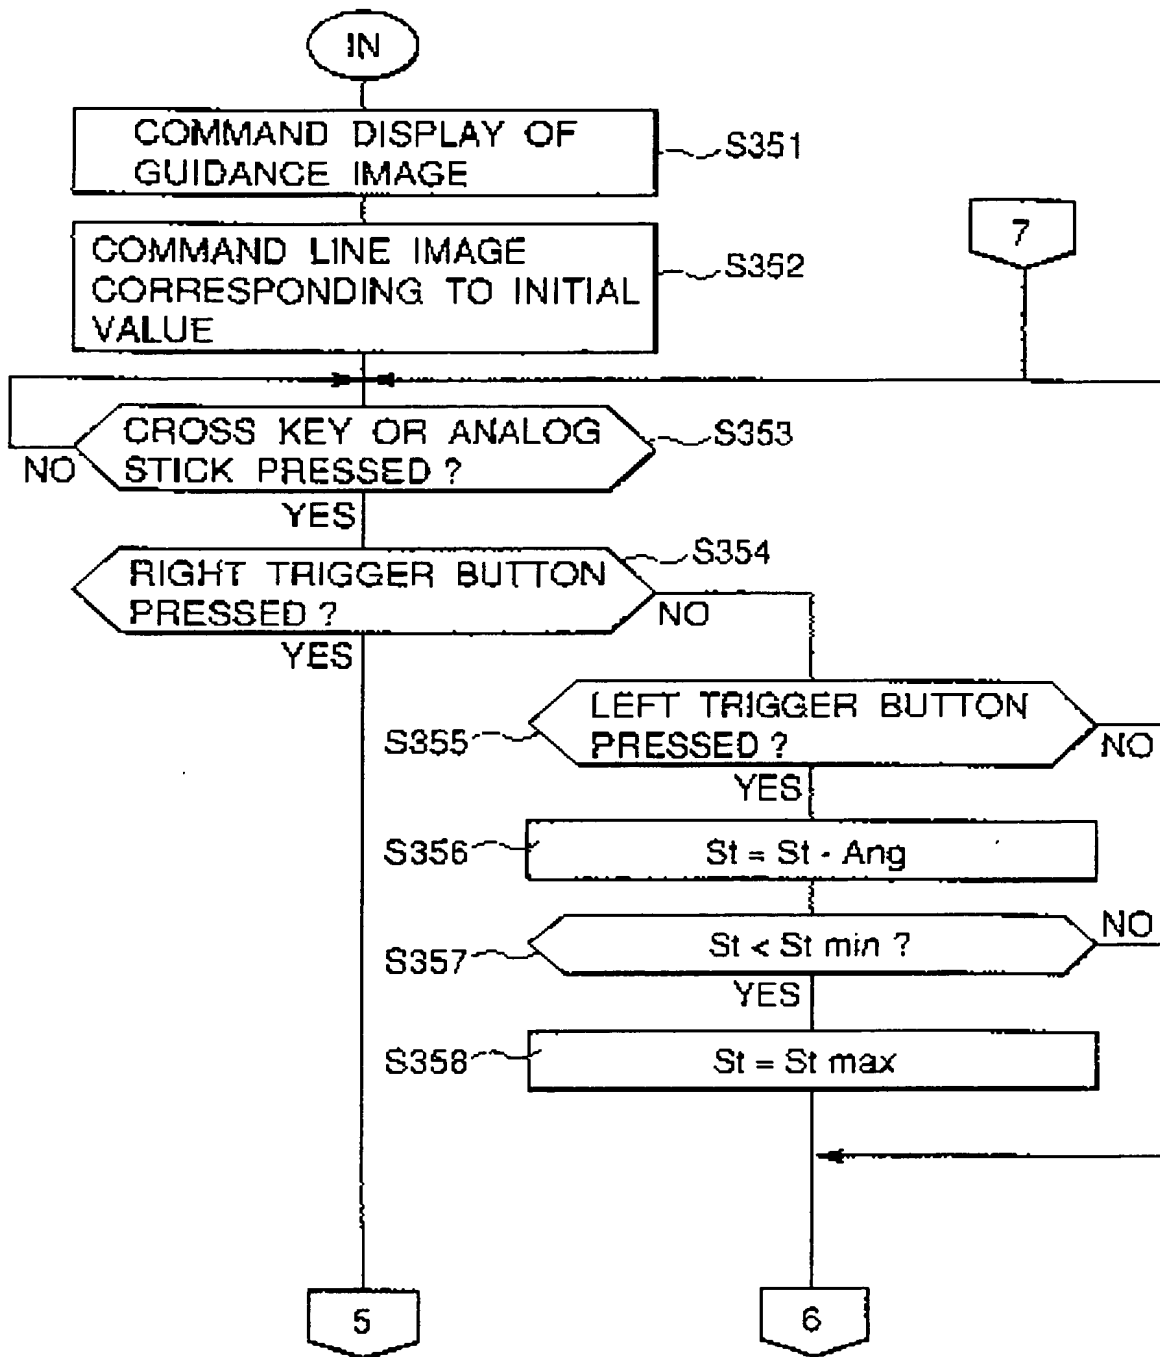 IN
COMMAND DISPLAY OF
GUIDANCE IMAGE
S351
7
COMMAND LINE IMAGE
CORRESPONDING TO INITIAL
VALUE
S352
CROSS KEY OR ANALOG
STICK PRESSED ?
S353
NO
YES
S354
RIGHT TRIGGER BUTTON
PRESSED ?
NO
YES
LEFT TRIGGER BUTTON
PRESSED ?
S355
NO
YES
S356
St = St - Ang
NO
St < St min ?
S357
YES
S358
St = St max
5
6